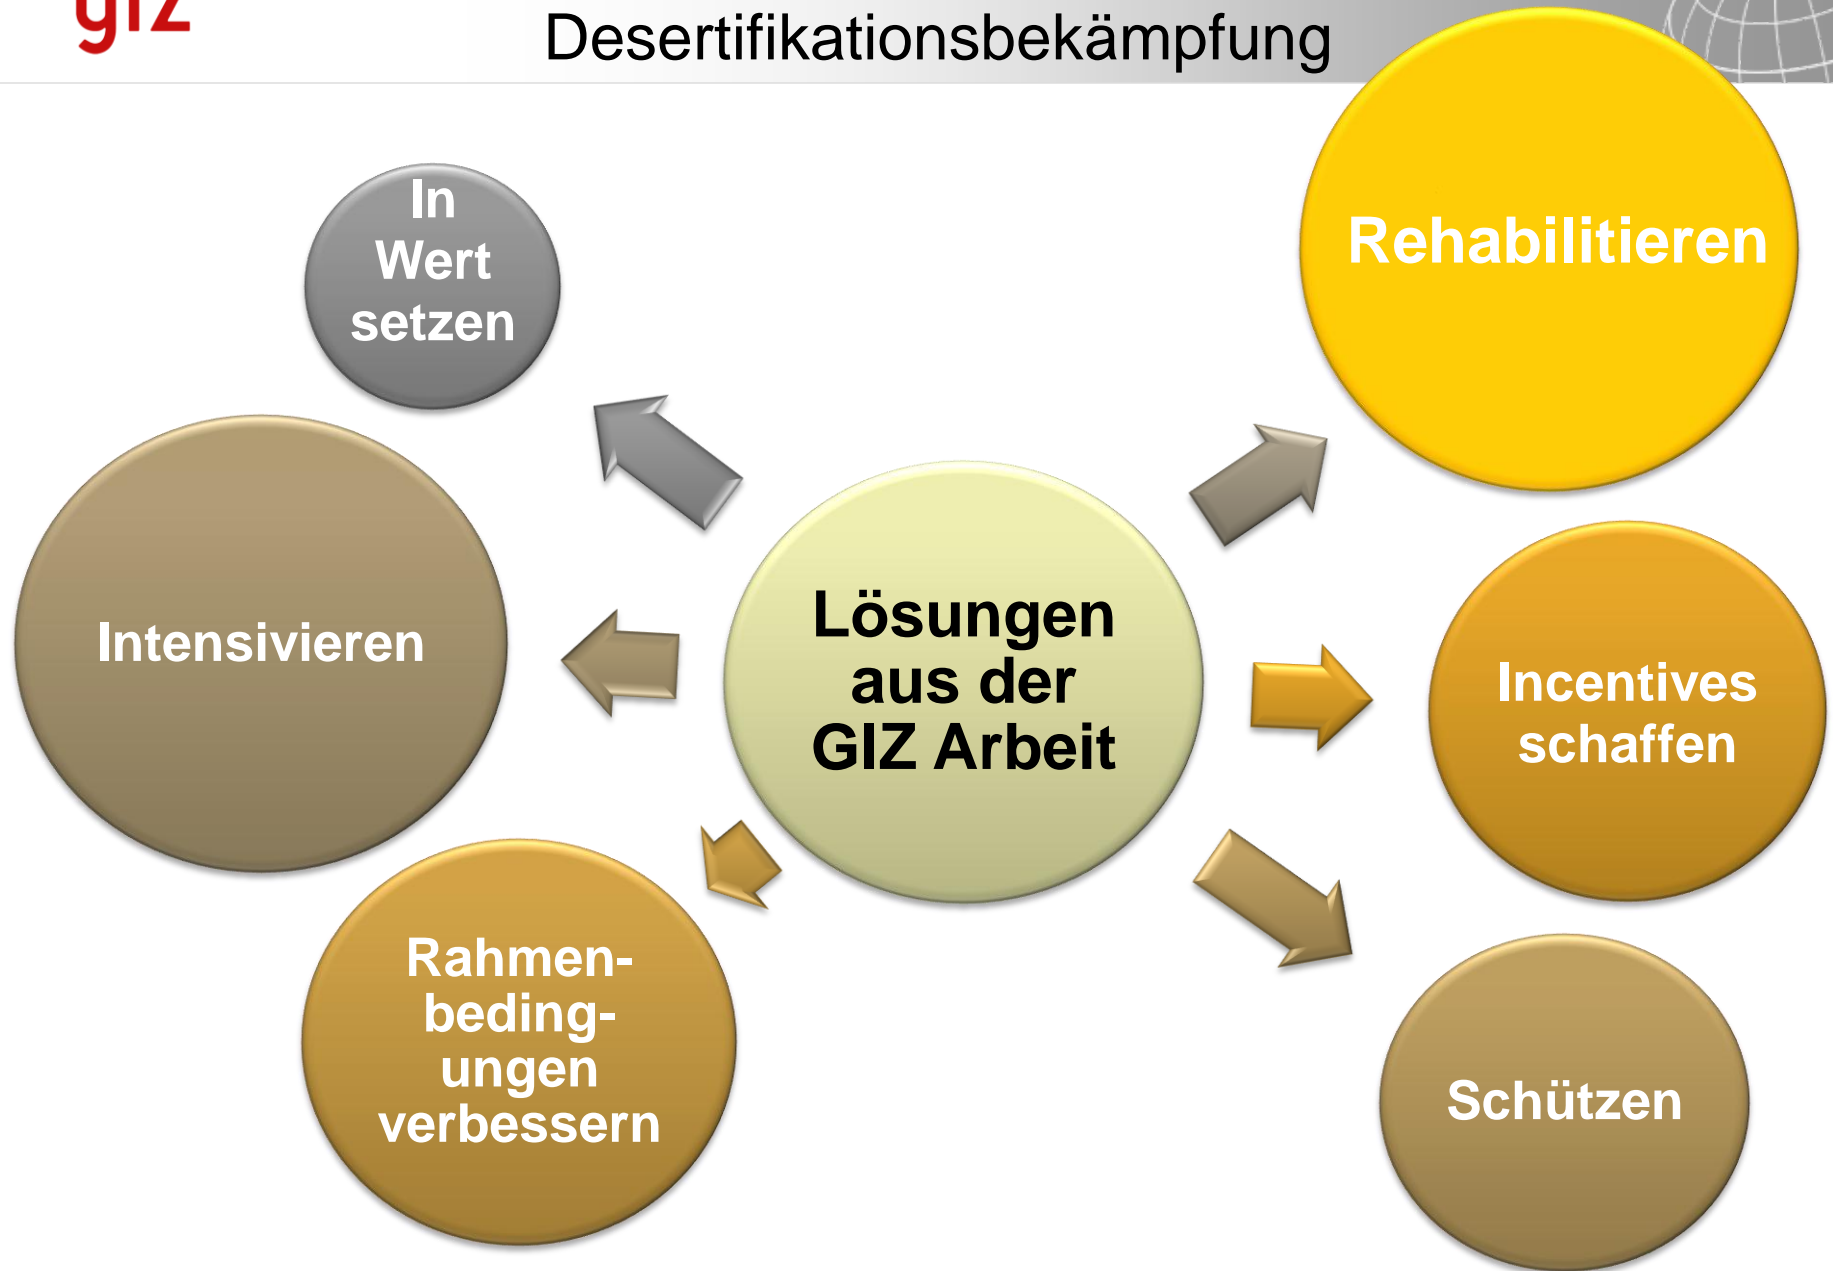 giz
Desertifikationsbekämpfung
In
Wert
setzen
Rehabilitieren
Intensivieren
Lösungen
aus der
GIZ Arbeit
Incentives
schaffen
Rahmen-
beding-
ungen
verbessern
Schützen